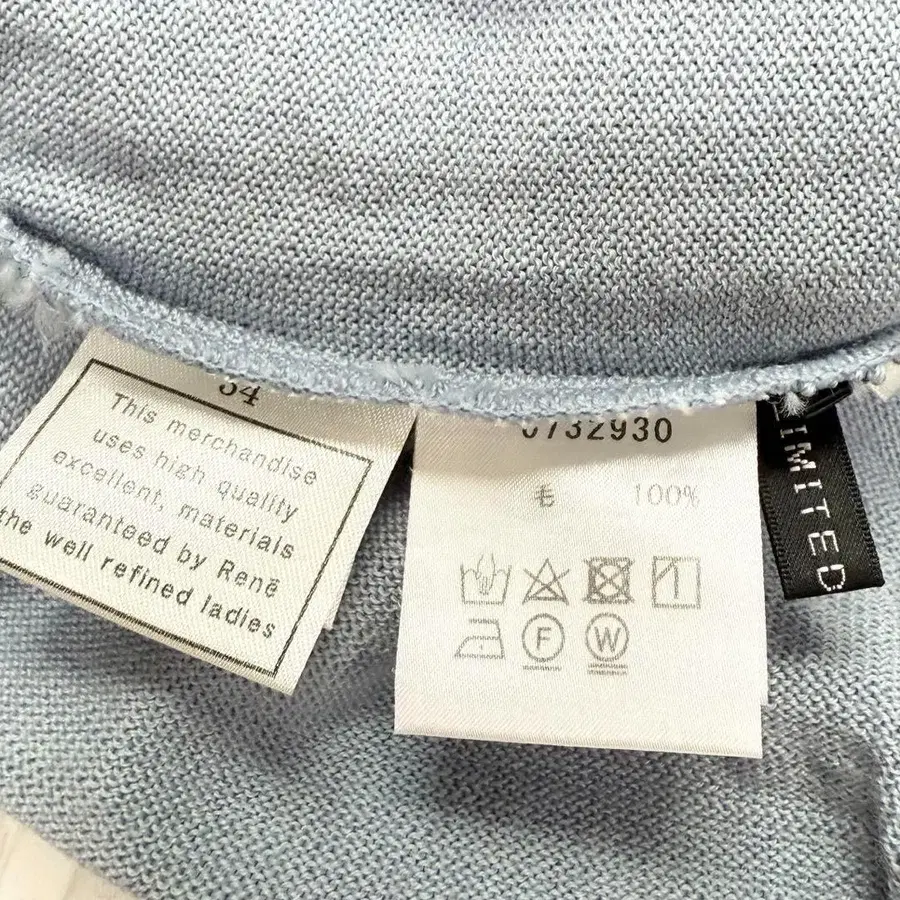 34
This merchandise
uses high quality
excellent, materials
guaranteed by Renē
the well refined ladies
0732930
毛 100%
F W
IMITED